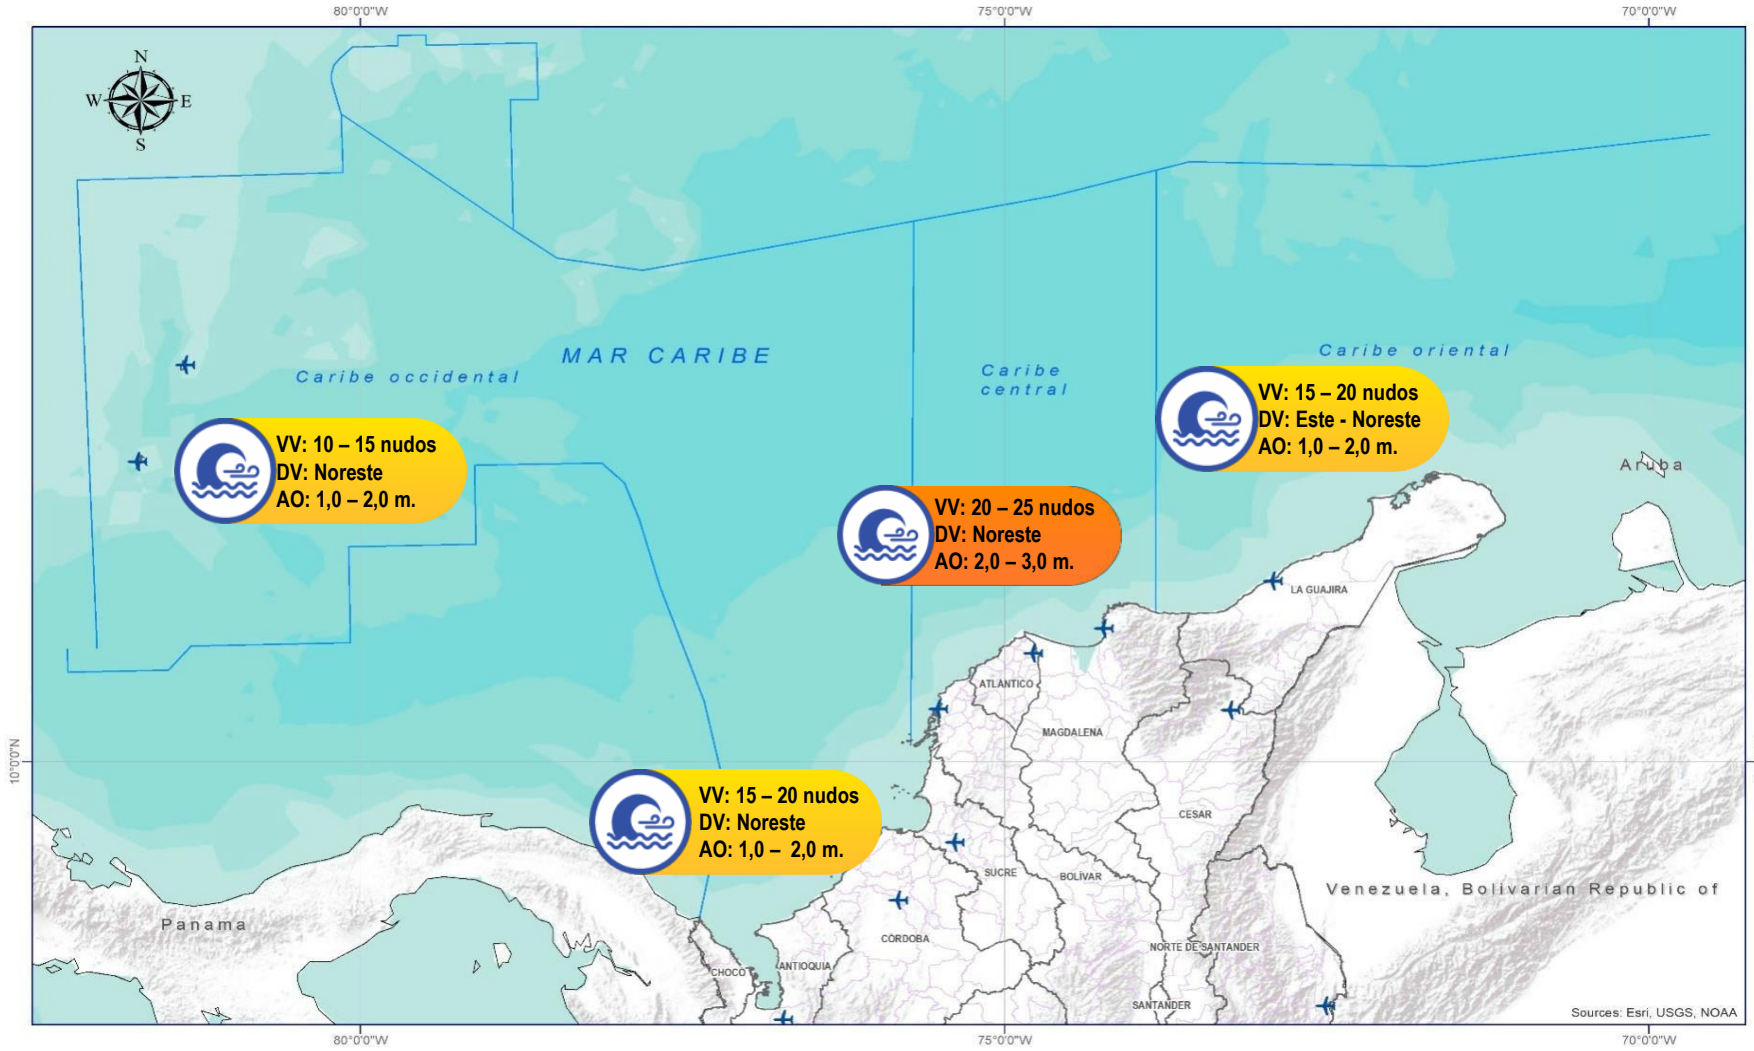 80°0'0"W
75°0'0"W
70°0'0"W
N
W
E
S
MAR CARIBE
Caribe occidental
Caribe
central
Caribe oriental
VV: 15 – 20 nudos
DV: Este - Noreste
AO: 1,0 – 2,0 m.
VV: 10 – 15 nudos
DV: Noreste
AO: 1,0 – 2,0 m.
VV: 20 – 25 nudos
DV: Noreste
AO: 2,0 – 3,0 m.
Aruba
LA GUAJIRA
ATLÁNTICO
MAGDALENA
10°0'0"N
VV: 15 – 20 nudos
DV: Noreste
AO: 1,0 – 2,0 m.
CESAR
SUCRE
BOLÍVAR
Venezuela, Bolivarian Republic of
Panama
CÓRDOBA
NORTE DE SANTANDER
CHOCÓ
ANTIOQUIA
SANTANDER
Sources: Esri, USGS, NOAA
80°0'0"W
75°0'0"W
70°0'0"W